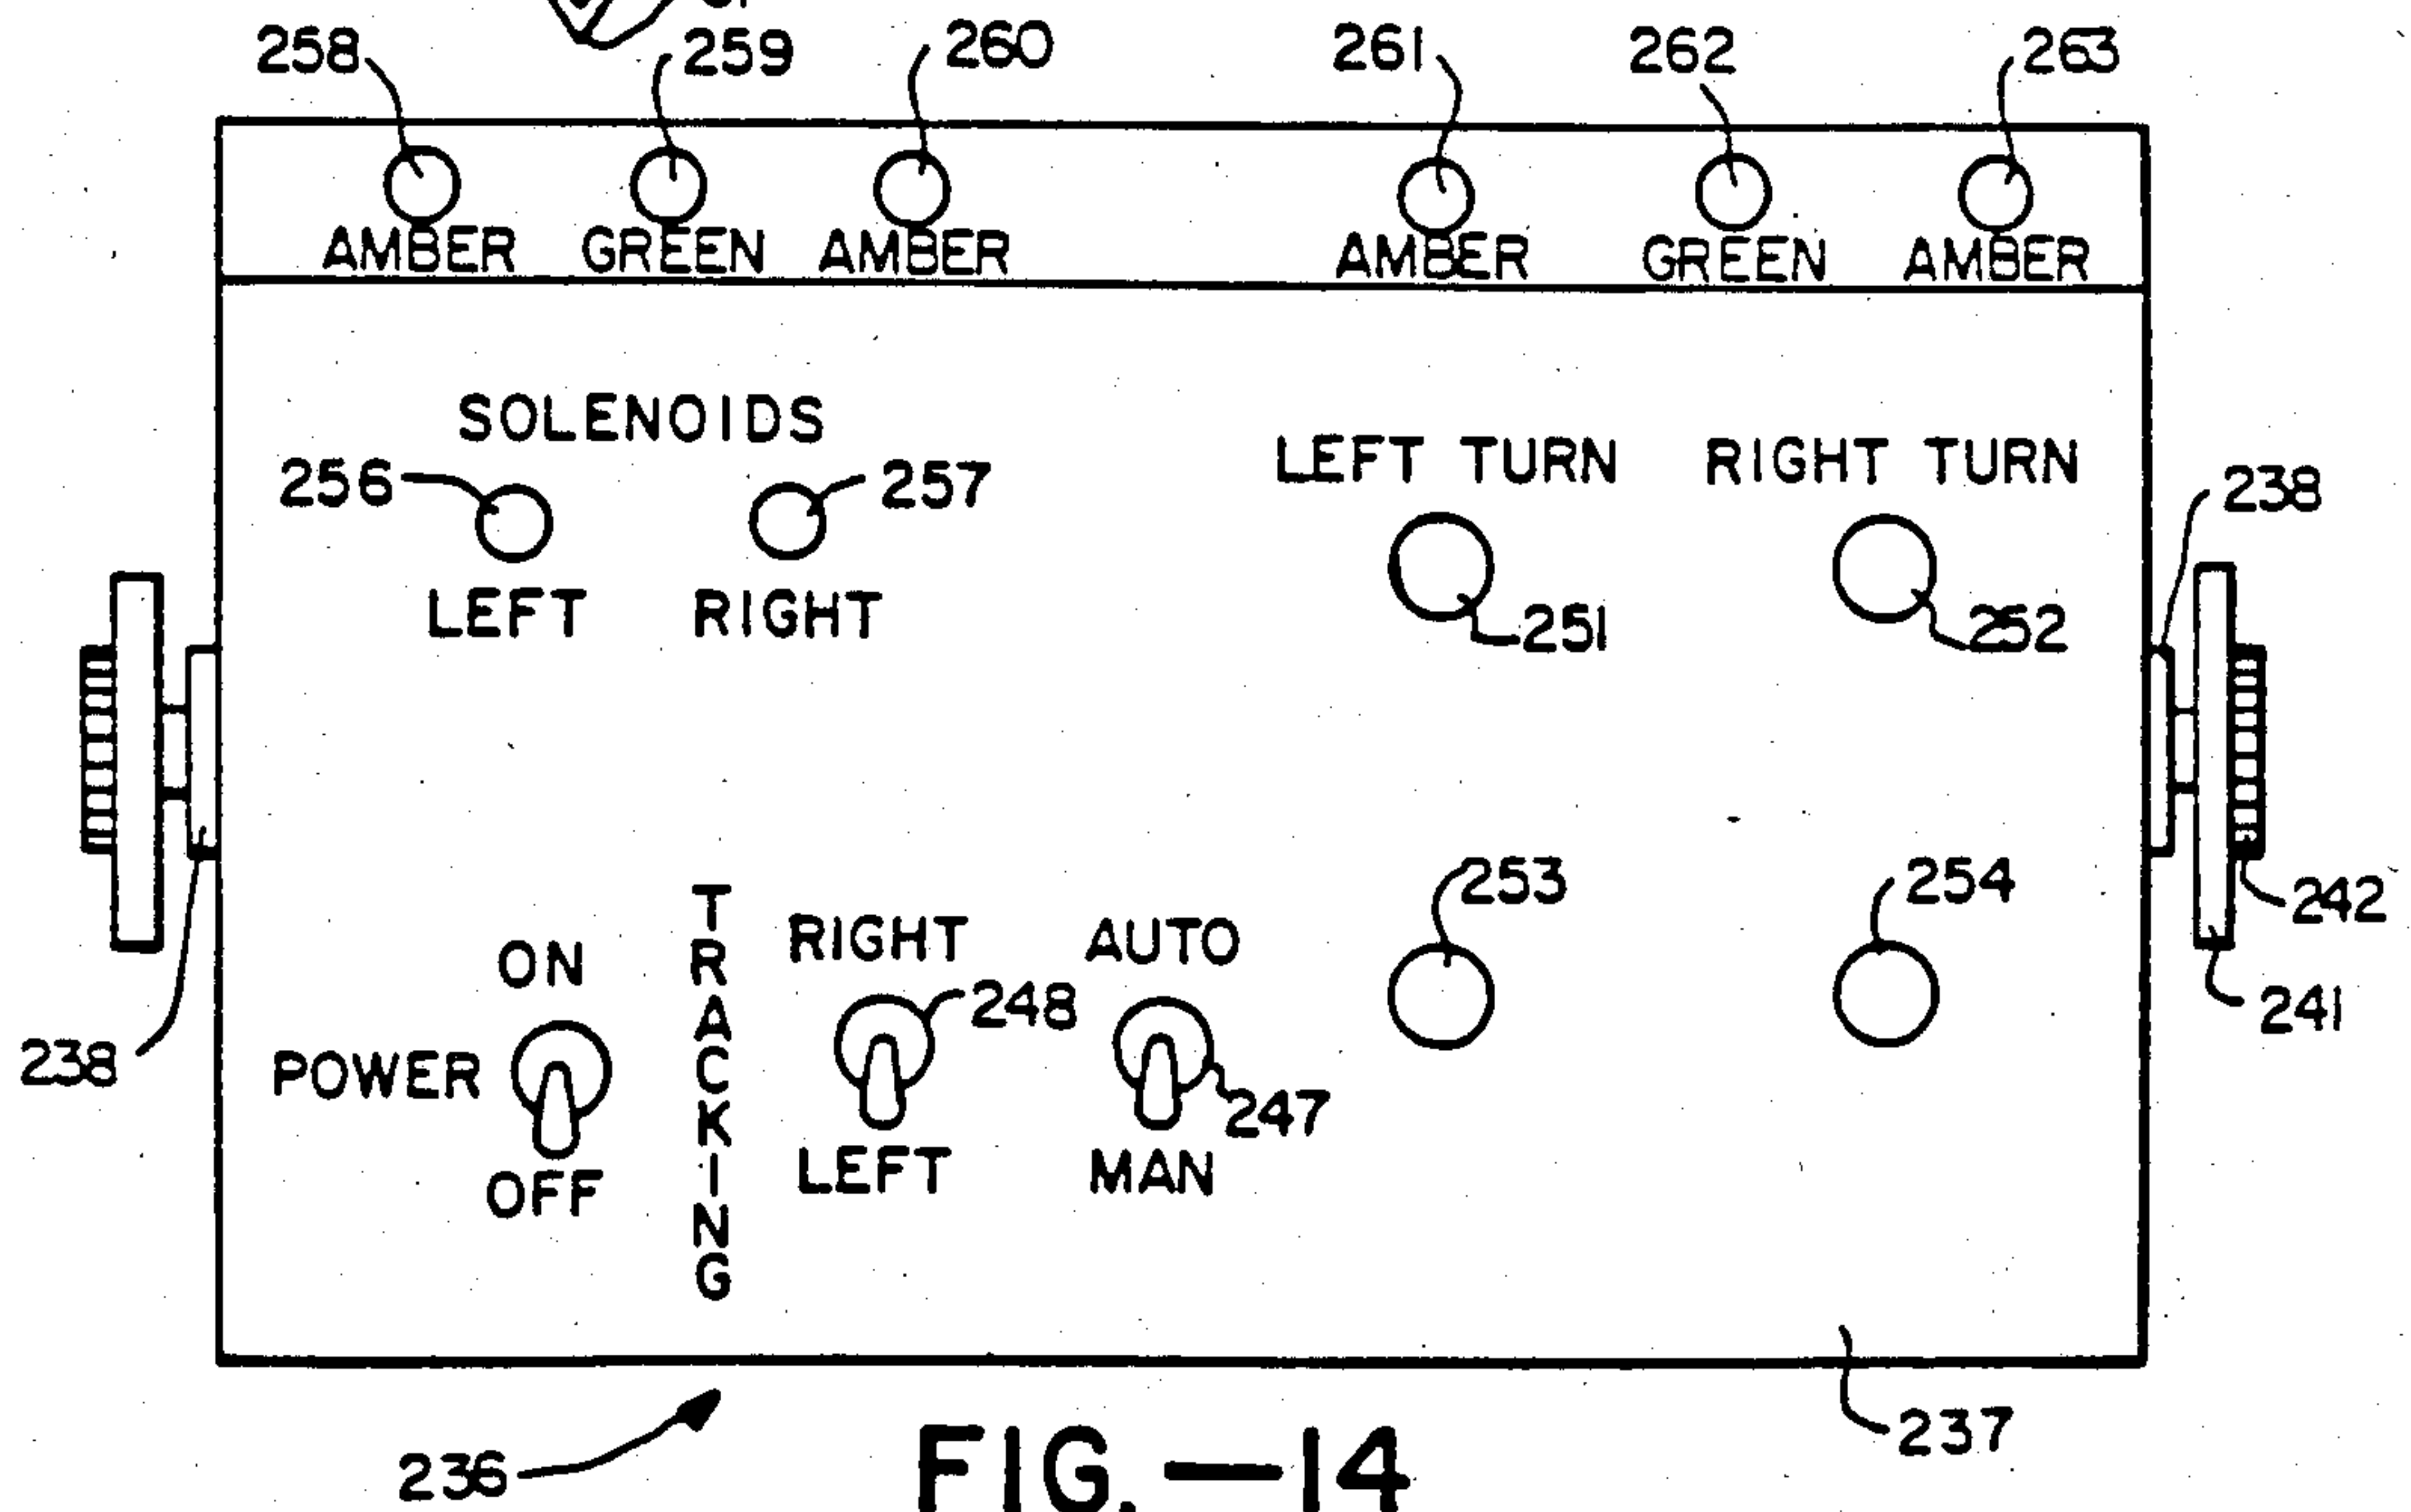 258 259 260 261 262 263
AMBER GREEN AMBER AMBER GREEN AMBER
SOLENOIDS
LEFT TURN RIGHT TURN
256 257 238
LEFT RIGHT 251 252
253 254 242
TRACKING
ON RIGHT AUTO
248 241
238 POWER 247
OFF LEFT MAN
237
236 FIG.—14